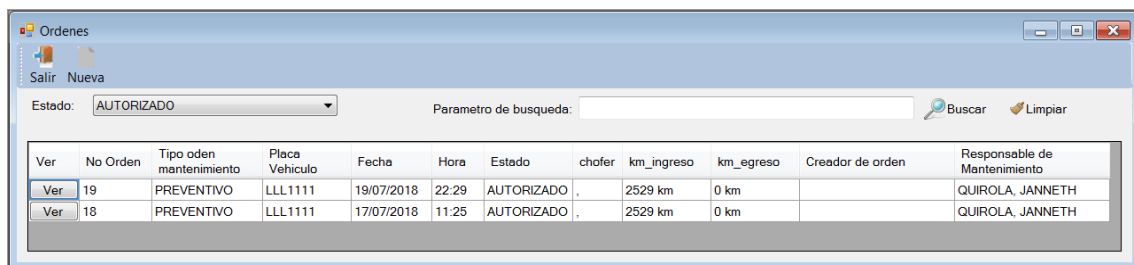 Ordenes
Salir Nueva
Estado: AUTORIZADO Parametro de busqueda: Buscar Limpiar
Ver No Orden Tipo oden mantenimiento Placa Vehiculo Fecha Hora Estado chofer km_ingreso km_egreso Creador de orden Responsable de Mantenimiento
Ver 19 PREVENTIVO LLL1111 19/07/2018 22:29 AUTORIZADO , 2529 km 0 km QUIROLA, JANNETH
Ver 18 PREVENTIVO LLL1111 17/07/2018 11:25 AUTORIZADO , 2529 km 0 km QUIROLA, JANNETH